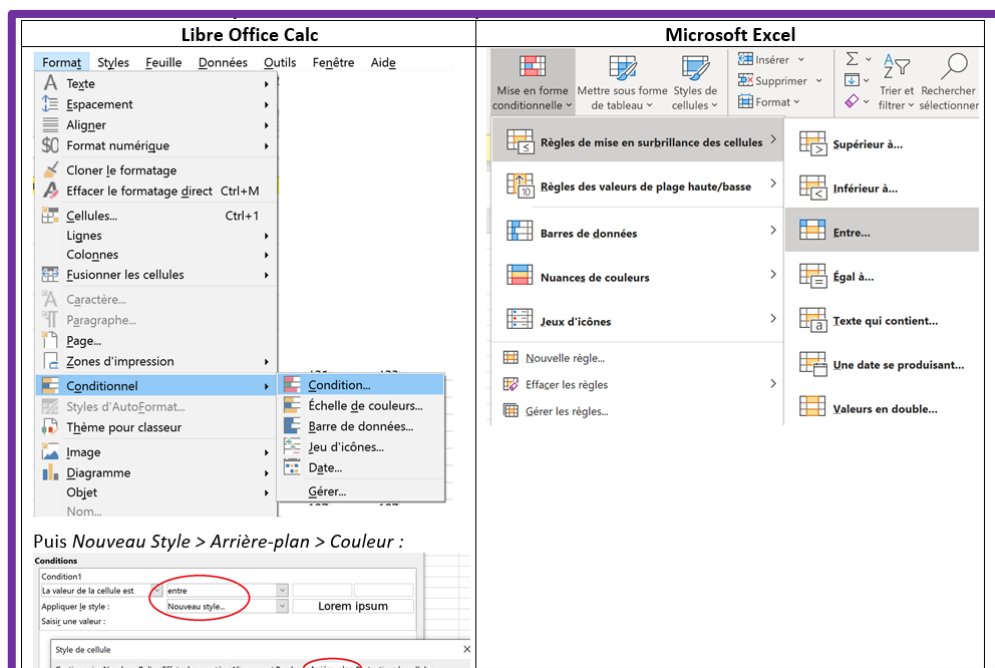 Libre Office Calc
Format Styles Feuille Données Outils Fenêtre Aide
Texte
Espacement
Aligner
Format numérique
Cloner le formatage
Effacer le formatage direct Ctrl+M
Cellules... Ctrl+1
Lignes
Colonnes
Fusionner les cellules
Caractère...
Paragraphe...
Page...
Zones d'impression
Conditionnel
Styles d'AutoFormat...
Thème pour classeur
Image
Diagramme
Objet
Nom...
Condition...
Échelle de couleurs...
Barre de données...
Jeu d'icônes...
Date...
Gérer...
Puis Nouveau Style > Arrière-plan > Couleur :
Conditions
Condition1
La valeur de la cellule est entre
Appliquer le style : Nouveau style... Lorem ipsum
Saisir une valeur :
Style de cellule
Microsoft Excel
Mise en forme conditionnelle
Mettre sous forme de tableau
Styles de cellules
Insérer
Supprimer
Format
Trier et filtrer
Rechercher
sélectionner
Règles de mise en surbrillance des cellules
Règles des valeurs de plage haute/basse
Barres de données
Nuances de couleurs
Jeux d'icônes
Nouvelle règle...
Effacer les règles
Gérer les règles...
Supérieur à...
Inférieur à...
Entre...
Égal à...
Texte qui contient...
Une date se produisant...
Valeurs en double...